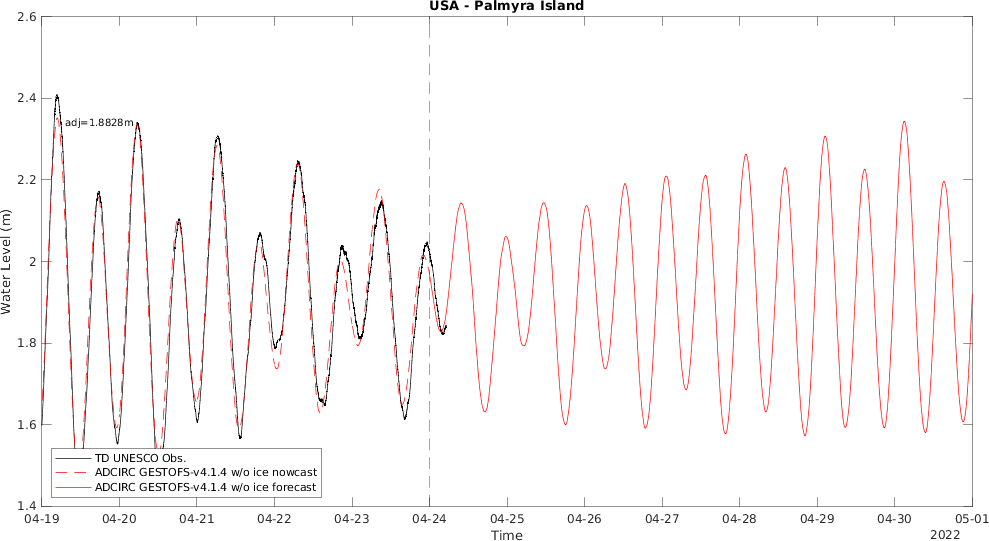 USA - Palmyra Island
2.6
2.4
2.2
2
1.8
1.6
1.4
Water Level (m)
adj=1.8828m
TD UNESCO Obs.
ADCIRC GESTOFS-v4.1.4 w/o ice nowcast
ADCIRC GESTOFS-v4.1.4 w/o ice forecast
04-19 04-20 04-21 04-22 04-23 04-24 04-25 04-26 04-27 04-28 04-29 04-30 05-01
Time
2022